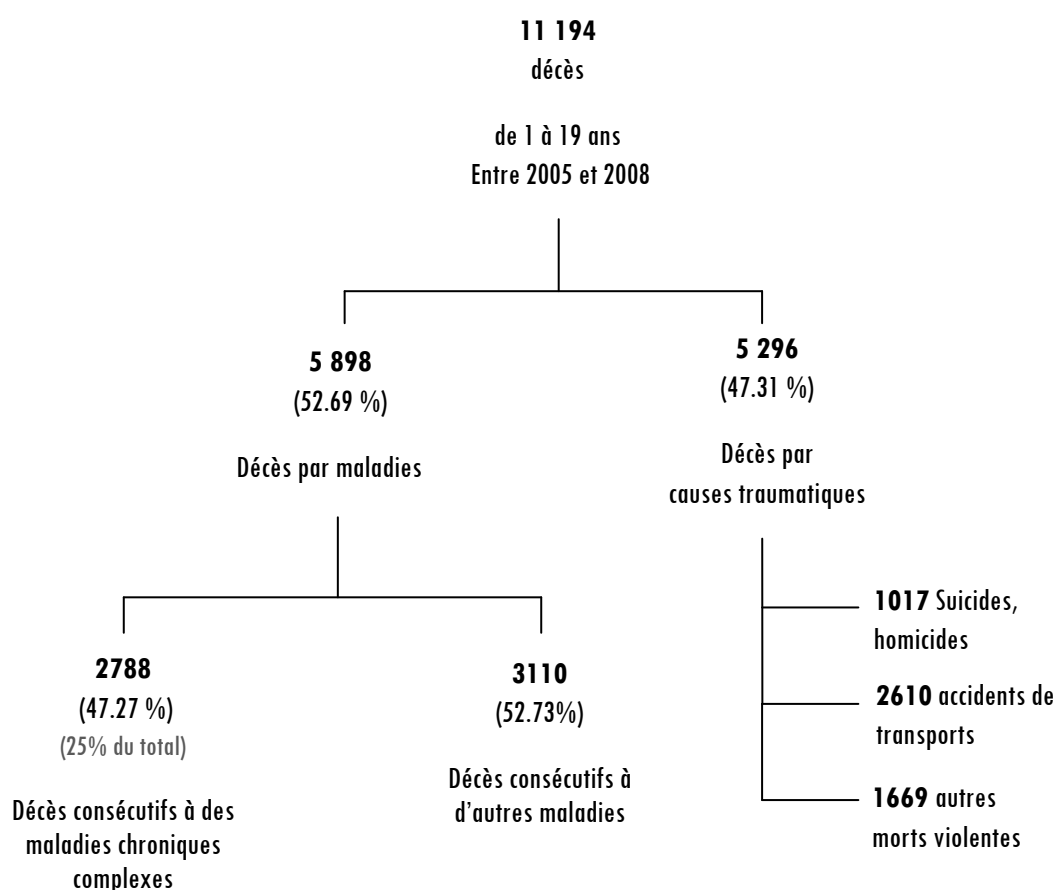 11 194
décès
de 1 à 19 ans
Entre 2005 et 2008
5 898
(52.69 %)
Décès par maladies
5 296
(47.31 %)
Décès par
causes traumatiques
2788
(47.27 %)
(25% du total)
Décès consécutifs à des
maladies chroniques
complexes
3110
(52.73%)
Décès consécutifs à
d'autres maladies
1017 Suicides,
homicides
2610 accidents de
transports
1669 autres
morts violentes